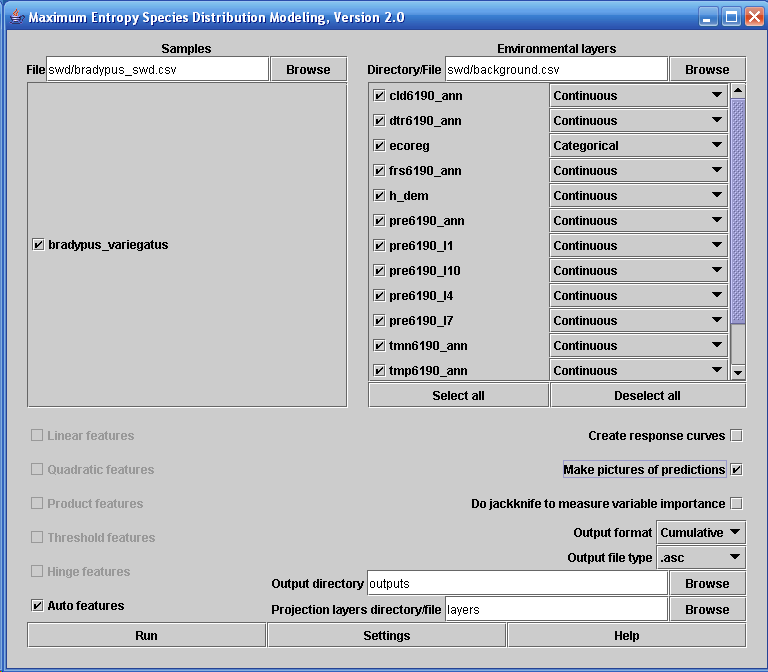 Maximum Entropy Species Distribution Modeling, Version 2.0
Samples
File swd/bradypus_swd.csv Browse
bradypus_variegatus
Environmental layers
Directory/File swd/background.csv Browse
cld6190_ann Continuous
dtr6190_ann Continuous
ecoreg Categorical
frs6190_ann Continuous
h_dem Continuous
pre6190_ann Continuous
pre6190_l1 Continuous
pre6190_l10 Continuous
pre6190_l4 Continuous
pre6190_l7 Continuous
tmn6190_ann Continuous
tmp6190_ann Continuous
Select all Deselect all
Linear features Create response curves
Quadratic features Make pictures of predictions
Product features Do jackknife to measure variable importance
Output format Cumulative
Threshold features
Output file type .asc
Hinge features
Output directory outputs Browse
Auto features
Projection layers directory/file layers Browse
Run Settings Help